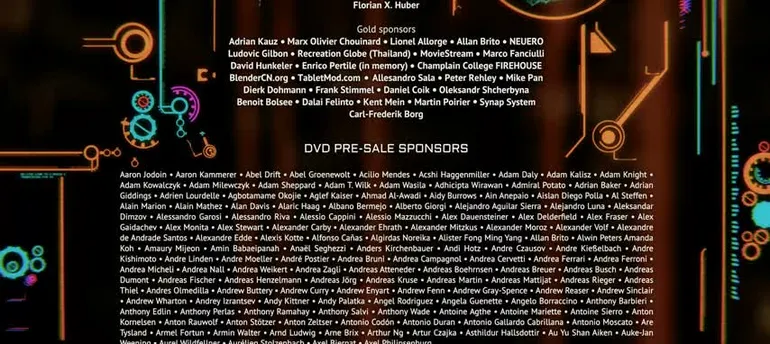 Florian X. Huber
Gold sponsors
Adrian Kauz • Marx Olivier Chouinard • Lionel Allorge • Allan Brito • NEUERO
Ludovic Gilbon • Recreation Globe (Thailand) • MovieStream • Marco Fanciulli
David Hunkeler • Enrico Pertile (in memory) • Champlain College FIREHOUSE
BlenderCN.org • TabletMod.com • Allesandro Sala • Peter Rehley • Mike Pan
Dierk Dohmann • Frank Stimmel • Daniel Coik • Oleksandr Shcherbyna
Benoit Bolsee • Dalai Felinto • Kent Mein • Martin Poirier • Synap System
Carl-Frederik Borg
DVD PRE-SALE SPONSORS
Aaron Jodoin • Aaron Kammerer • Abel Drift • Abel Groenewolt • Acilio Mendes • Acshi Haggenmiller • Adam Daly • Adam Kalisz • Adam Knight •
Adam Kowalczyk • Adam Milewczyk • Adam Sheppard • Adam T. Wilk • Adam Wasila • Adhicipta Wirawan • Admiral Potato • Adrian Baker • Adrian
Giddings • Adrien Lourdelle • Agbotamame Okojie • Aglef Kaiser • Ahmad Al-Awadi • Aidy Burrows • Ain Anepaio • Aislan Diego Polla • Al Steffen •
Alain Marion • Alain Mathez • Alan Davis • Alaric Haag • Albano Bermejo • Alberto Giorgi • Alejandro Aguilar Sierra • Alejandro Luna • Aleksandar
Dimzov • Alessandro Garosi • Alessandro Riva • Alessio Cappini • Alessio Mazzucchi • Alex Dauensteiner • Alex Delderfield • Alex Fraser • Alex
Gaidachev • Alex Monita • Alex Stewart • Alexander Carby • Alexander Ehrath • Alexander Mitzkus • Alexander Moroz • Alexander Volf • Alexandre
de Andrade Santos • Alexandre Edde • Alexis Kotte • Alfonso Cañas • Algirdas Noreika • Alister Fong Ming Yang • Allan Brito • Alwin Peters Amanda
Koh • Amaury Mijeon • Amin Babaeipanah • Anaël Seghezzi • Anders Kirchenbauer • Andi Hotz • Andre Czausov • Andre Kießelbach • Andre
Kishimoto • Andre Linden • Andre Moeller • André Postier • Andrea Bruni • Andrea Campagnol • Andrea Cervetti • Andrea Ferrari • Andrea Ferroni •
Andrea Micheli • Andrea Nall • Andrea Weikert • Andrea Zagli • Andreas Atteneder • Andreas Boehrnsen • Andreas Breuer • Andreas Busch • Andreas
Dumont • Andreas Fischer • Andreas Henzelmann • Andreas Jörg • Andreas Kruse • Andreas Martin • Andreas Mattijat • Andreas Rieger • Andreas
Thiel • Andres Olmedilla • Andrew Buttery • Andrew Curry • Andrew Enyart • Andrew Fenn • Andrew Gray-Spence • Andrew Reaser • Andrew Sinclair
• Andrew Wharton • Andrey Izrantsev • Andy Kittner • Andy Palatka • Angel Rodriguez • Angela Guenette • Angelo Boraccino • Anthony Barbieri •
Anthony Edlin • Anthony Perlas • Anthony Ramahay • Anthony Salvi • Anthony Wade • Antoine Agthe • Antoine Mariette • Antoine Sierro • Anton
Kornelsen • Anton Rauwolf • Anton Stötzer • Anton Zeltser • Antonio Codón • Antonio Duran • Antonio Gallardo Cabrillana • Antonio Moscato • Are
Tysland • Armel Fortun • Armin Walter • Arnd Ludwig • Arne Brix • Arthur Ng • Artur Czajka • Asthildur Hallsdottir • Au Yu Shan Aiken • Auke-Jan
Weening • Aurel Wildfellner • Aurélien Stolzenbach • Axel Biernat • Axel Philipsenburg